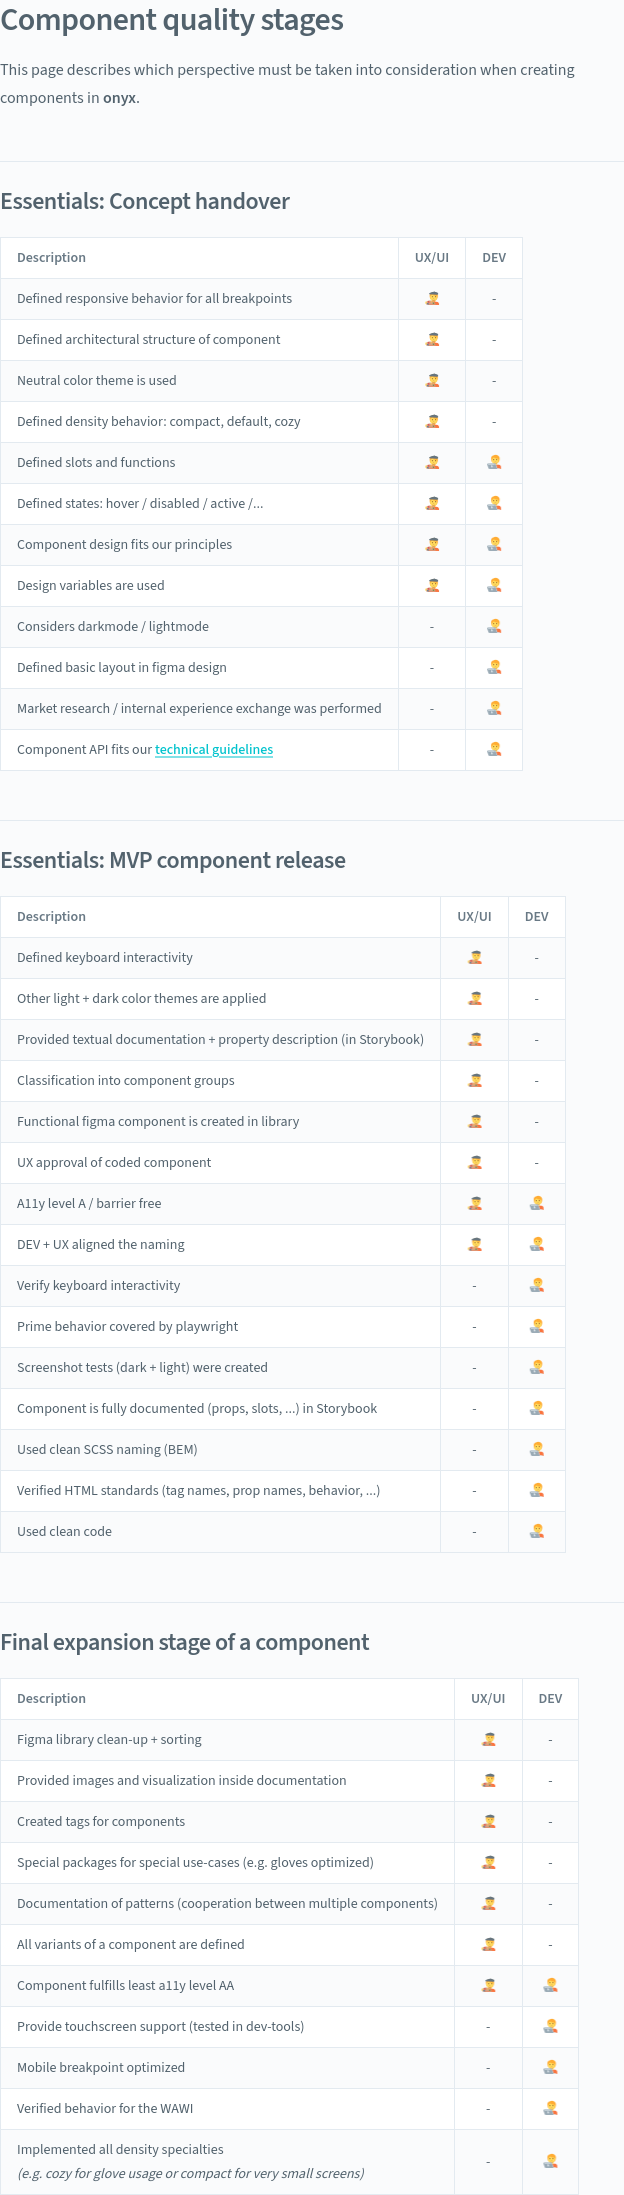 Component quality stages
This page describes which perspective must be taken into consideration when creating
components in onyx.
Essentials: Concept handover
Description UX/UI DEV
Defined responsive behavior for all breakpoints -
Defined architectural structure of component -
Neutral color theme is used -
Defined density behavior: compact, default, cozy -
Defined slots and functions
Defined states: hover / disabled / active /...
Component design fits our principles
Design variables are used
Considers darkmode / lightmode -
Defined basic layout in figma design -
Market research / internal experience exchange was performed -
Component API fits our technical guidelines -
Essentials: MVP component release
Description UX/UI DEV
Defined keyboard interactivity -
Other light + dark color themes are applied -
Provided textual documentation + property description (in Storybook) -
Classification into component groups -
Functional figma component is created in library -
UX approval of coded component -
A11y level A / barrier free
DEV + UX aligned the naming
Verify keyboard interactivity -
Prime behavior covered by playwright -
Screenshot tests (dark + light) were created -
Component is fully documented (props, slots, ...) in Storybook -
Used clean SCSS naming (BEM) -
Verified HTML standards (tag names, prop names, behavior, ...) -
Used clean code -
Final expansion stage of a component
Description UX/UI DEV
Figma library clean-up + sorting -
Provided images and visualization inside documentation -
Created tags for components -
Special packages for special use-cases (e.g. gloves optimized) -
Documentation of patterns (cooperation between multiple components) -
All variants of a component are defined -
Component fulfills least a11y level AA
Provide touchscreen support (tested in dev-tools) -
Mobile breakpoint optimized -
Verified behavior for the WAWI -
Implemented all density specialties
(e.g. cozy for glove usage or compact for very small screens) -